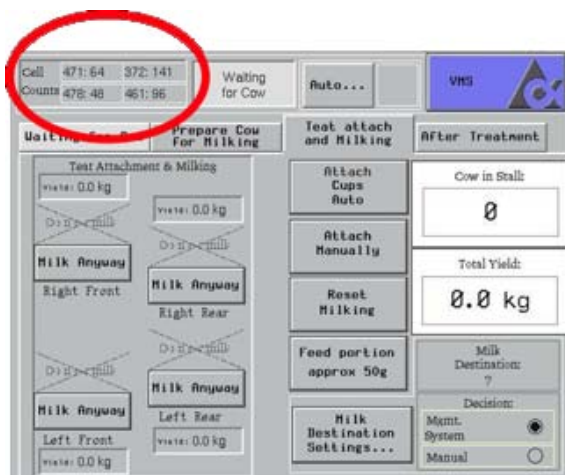 Cell 471: 64 372: 141
Counts 478: 48 461: 96
Waiting
for Cow
Auto...
VMS
Prepare Cow
For Milking
Teat attach
and Milking
After Treatment
Teat Attachment & Milking
Yield: 0.0 kg
Yield: 0.0 kg
Milk Anyway
Right Front
Milk Anyway
Right Rear
Milk Anyway
Left Front
Milk Anyway
Left Rear
Yield: 0.0 kg
Yield: 0.0 kg
Attach
Cups
Auto
Attach
Manually
Reset
Milking
Feed portion
approx 50g
Milk
Destination
Settings...
Cow in Stall:
0
Total Yield:
0.0 kg
Milk
Destination:
?
Decision:
Mgmt.
System
Manual